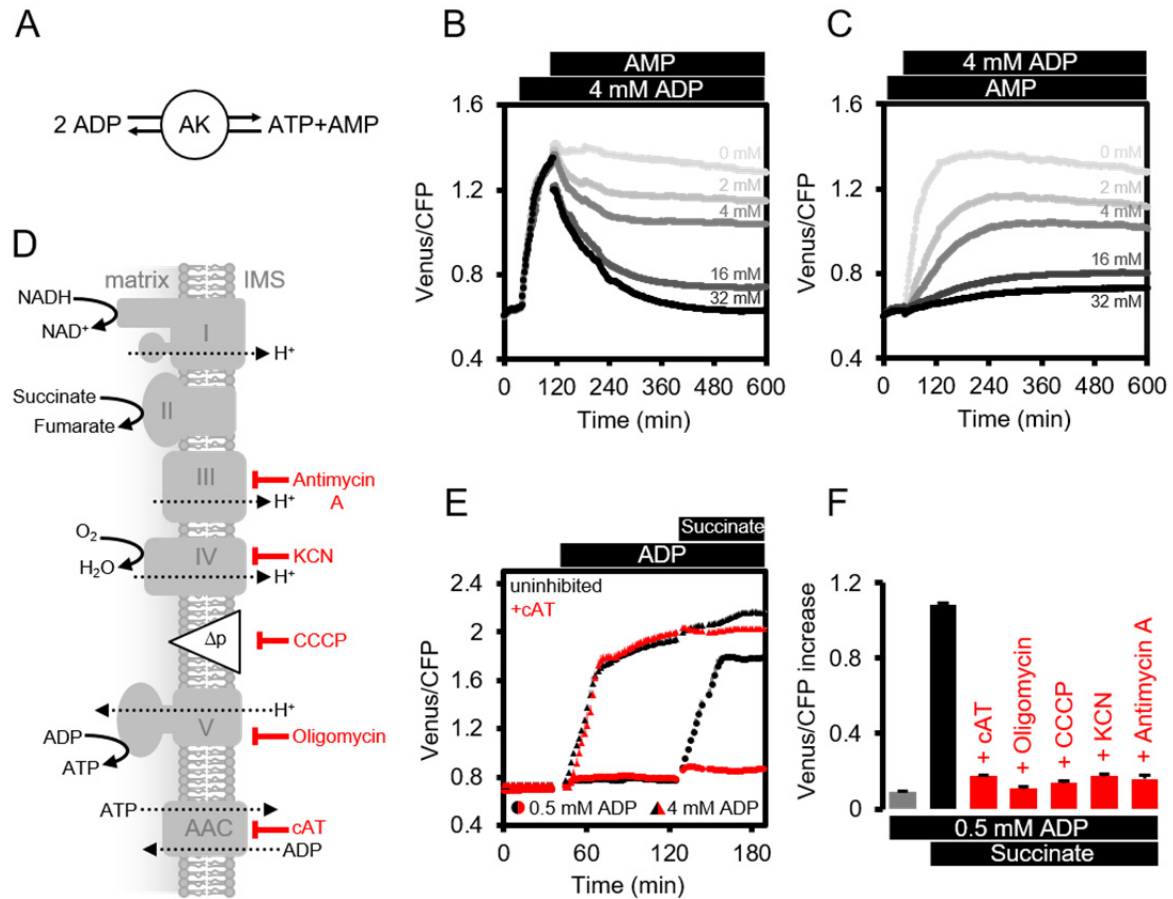 A
2 ADP
AK
ATP+AMP
B
AMP
4 mM ADP
Venus/CFP
1.6
1.2
0.8
0.4
0 mM
2 mM
4 mM
16 mM
32 mM
0
120
240
360
480
600
Time (min)
C
4 mM ADP
AMP
Venus/CFP
1.6
1.2
0.8
0.4
0 mM
2 mM
4 mM
16 mM
32 mM
0
120
240
360
480
600
Time (min)
D
matrix
IMS
NADH
NAD⁺
I
H⁺
Succinate
Fumarate
II
III
Antimycin
A
H⁺
O₂
H₂O
IV
KCN
H⁺
Δp
CCCP
H⁺
V
ADP
ATP
Oligomycin
ATP
AAC
cAT
ADP
E
Succinate
ADP
uninhibited
+cAT
Venus/CFP
2.4
2.0
1.6
1.2
0.8
0.4
0.5 mM ADP
4 mM ADP
0
60
120
180
Time (min)
F
Venus/CFP increase
1.2
0.8
0.4
0
+ cAT
+ Oligomycin
+ CCCP
+ KCN
+ Antimycin A
0.5 mM ADP
Succinate